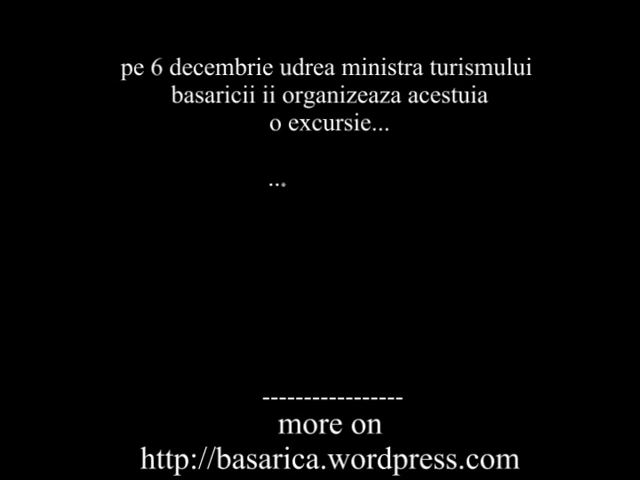 pe 6 decembrie udrea ministra turismului
basaricii ii organizeaza acestuia
o excursie...
...
-----------------
more on
http://basarica.wordpress.com